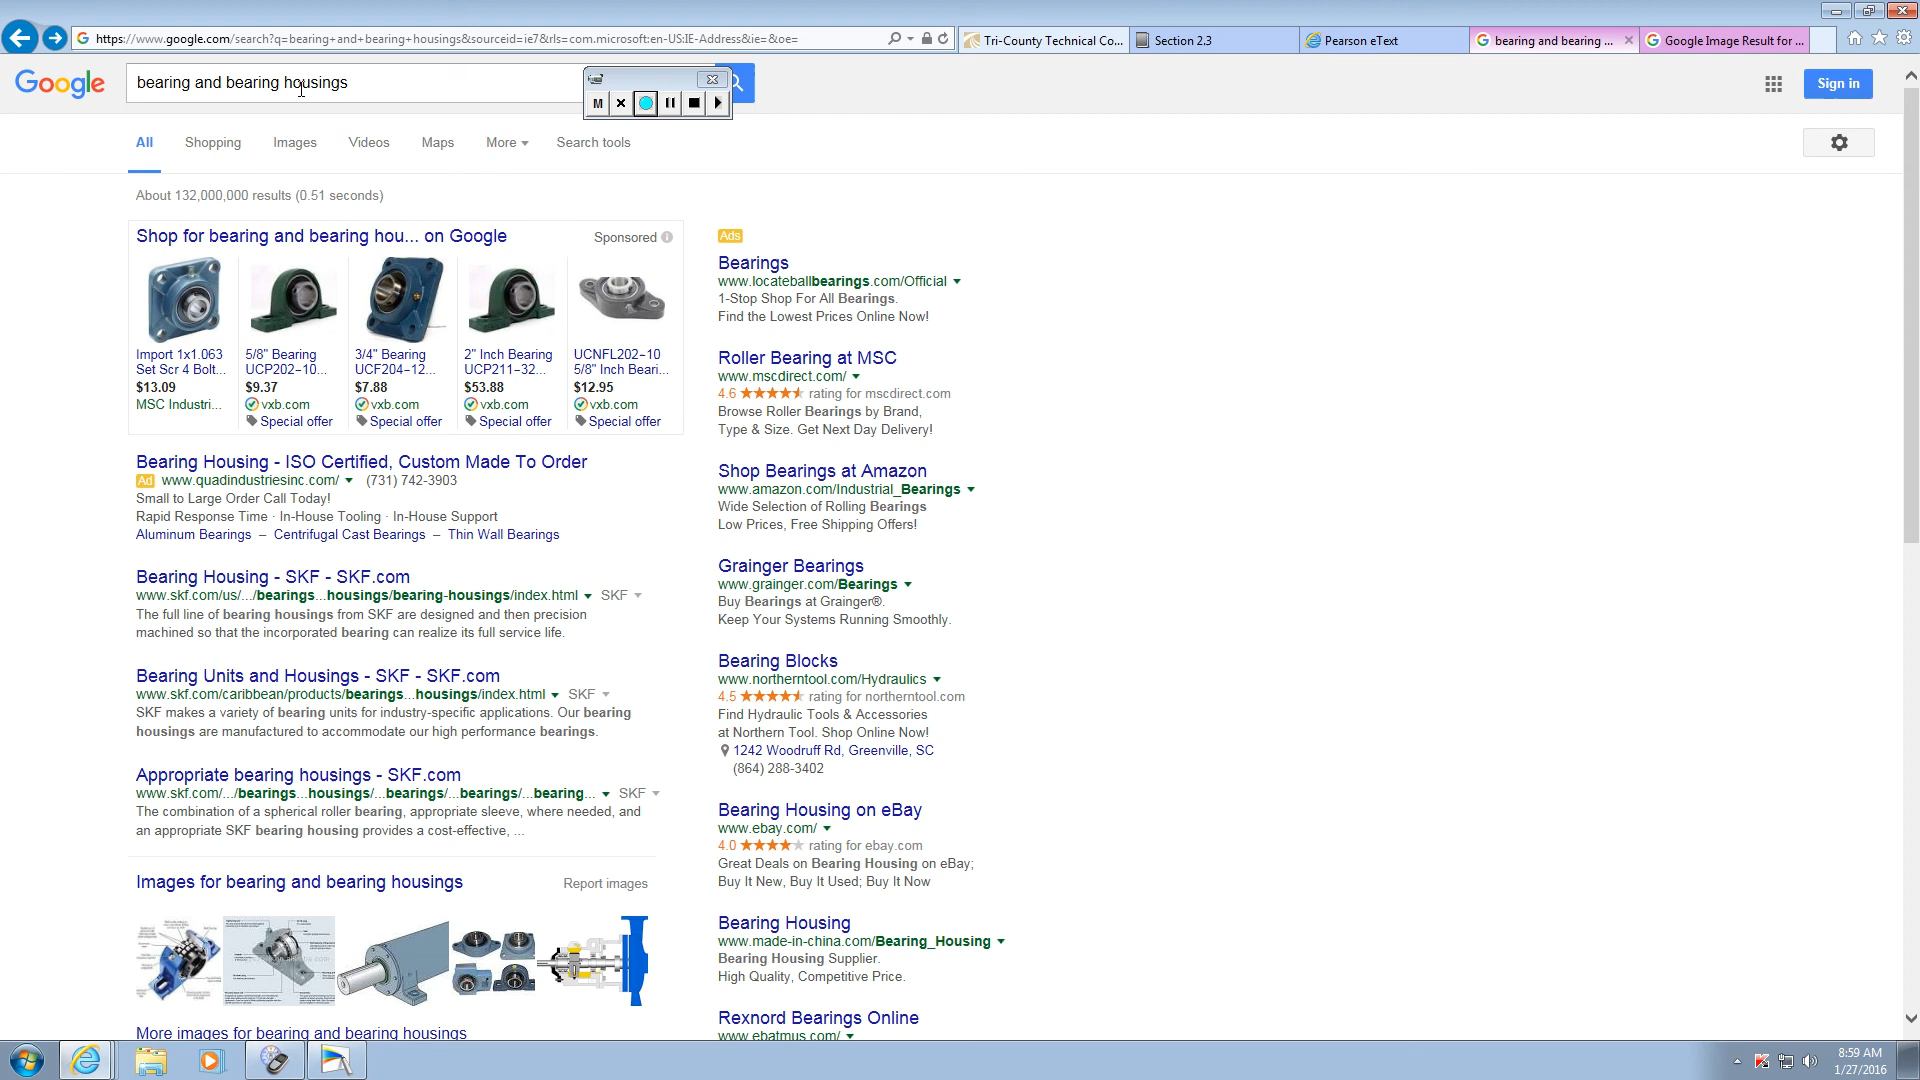 https://www.google.com/search?q=bearing+and+bearing+housings&sourceid=ie7&rls=com.microsoft:en-US:IE-Address&ie=&oe=
Tri-County Technical Co...
Section 2.3
Pearson eText
bearing and bearing ...
Google Image Result for ...
Google
bearing and bearing housings
M
Sign in
All
Shopping
Images
Videos
Maps
More
Search tools
About 132,000,000 results (0.51 seconds)
Shop for bearing and bearing hou... on Google
Sponsored
Import 1x1.063
Set Scr 4 Bolt...
$13.09
MSC Industri...
5/8" Bearing
UCP202-10...
$9.37
vxb.com
Special offer
3/4" Bearing
UCF204-12...
$7.88
vxb.com
Special offer
2" Inch Bearing
UCP211-32...
$53.88
vxb.com
Special offer
UCNFL202-10
5/8" Inch Beari...
$12.95
vxb.com
Special offer
Bearing Housing - ISO Certified, Custom Made To Order
Ad www.quadindustriesinc.com/ (731) 742-3903
Small to Large Order Call Today!
Rapid Response Time · In-House Tooling · In-House Support
Aluminum Bearings – Centrifugal Cast Bearings – Thin Wall Bearings
Bearing Housing - SKF - SKF.com
www.skf.com/us/.../bearings...housings/bearing-housings/index.html SKF
The full line of bearing housings from SKF are designed and then precision
machined so that the incorporated bearing can realize its full service life.
Bearing Units and Housings - SKF - SKF.com
www.skf.com/caribbean/products/bearings...housings/index.html SKF
SKF makes a variety of bearing units for industry-specific applications. Our bearing
housings are manufactured to accommodate our high performance bearings.
Appropriate bearing housings - SKF.com
www.skf.com/.../bearings...housings/...bearings/...bearings/...bearing... SKF
The combination of a spherical roller bearing, appropriate sleeve, where needed, and
an appropriate SKF bearing housing provides a cost-effective, ...
Images for bearing and bearing housings
Report images
More images for bearing and bearing housings
Ads
Bearings
www.locateballbearings.com/Official
1-Stop Shop For All Bearings.
Find the Lowest Prices Online Now!
Roller Bearing at MSC
www.mscdirect.com/
4.6 rating for mscdirect.com
Browse Roller Bearings by Brand,
Type & Size. Get Next Day Delivery!
Shop Bearings at Amazon
www.amazon.com/Industrial_Bearings
Wide Selection of Rolling Bearings
Low Prices, Free Shipping Offers!
Grainger Bearings
www.grainger.com/Bearings
Buy Bearings at Grainger®.
Keep Your Systems Running Smoothly.
Bearing Blocks
www.northerntool.com/Hydraulics
4.5 rating for northerntool.com
Find Hydraulic Tools & Accessories
at Northern Tool. Shop Online Now!
1242 Woodruff Rd, Greenville, SC
(864) 288-3402
Bearing Housing on eBay
www.ebay.com/
4.0 rating for ebay.com
Great Deals on Bearing Housing on eBay;
Buy It New, Buy It Used; Buy It Now
Bearing Housing
www.made-in-china.com/Bearing_Housing
Bearing Housing Supplier.
High Quality, Competitive Price.
Rexnord Bearings Online
www.ebatmus.com/
8:59 AM
1/27/2016